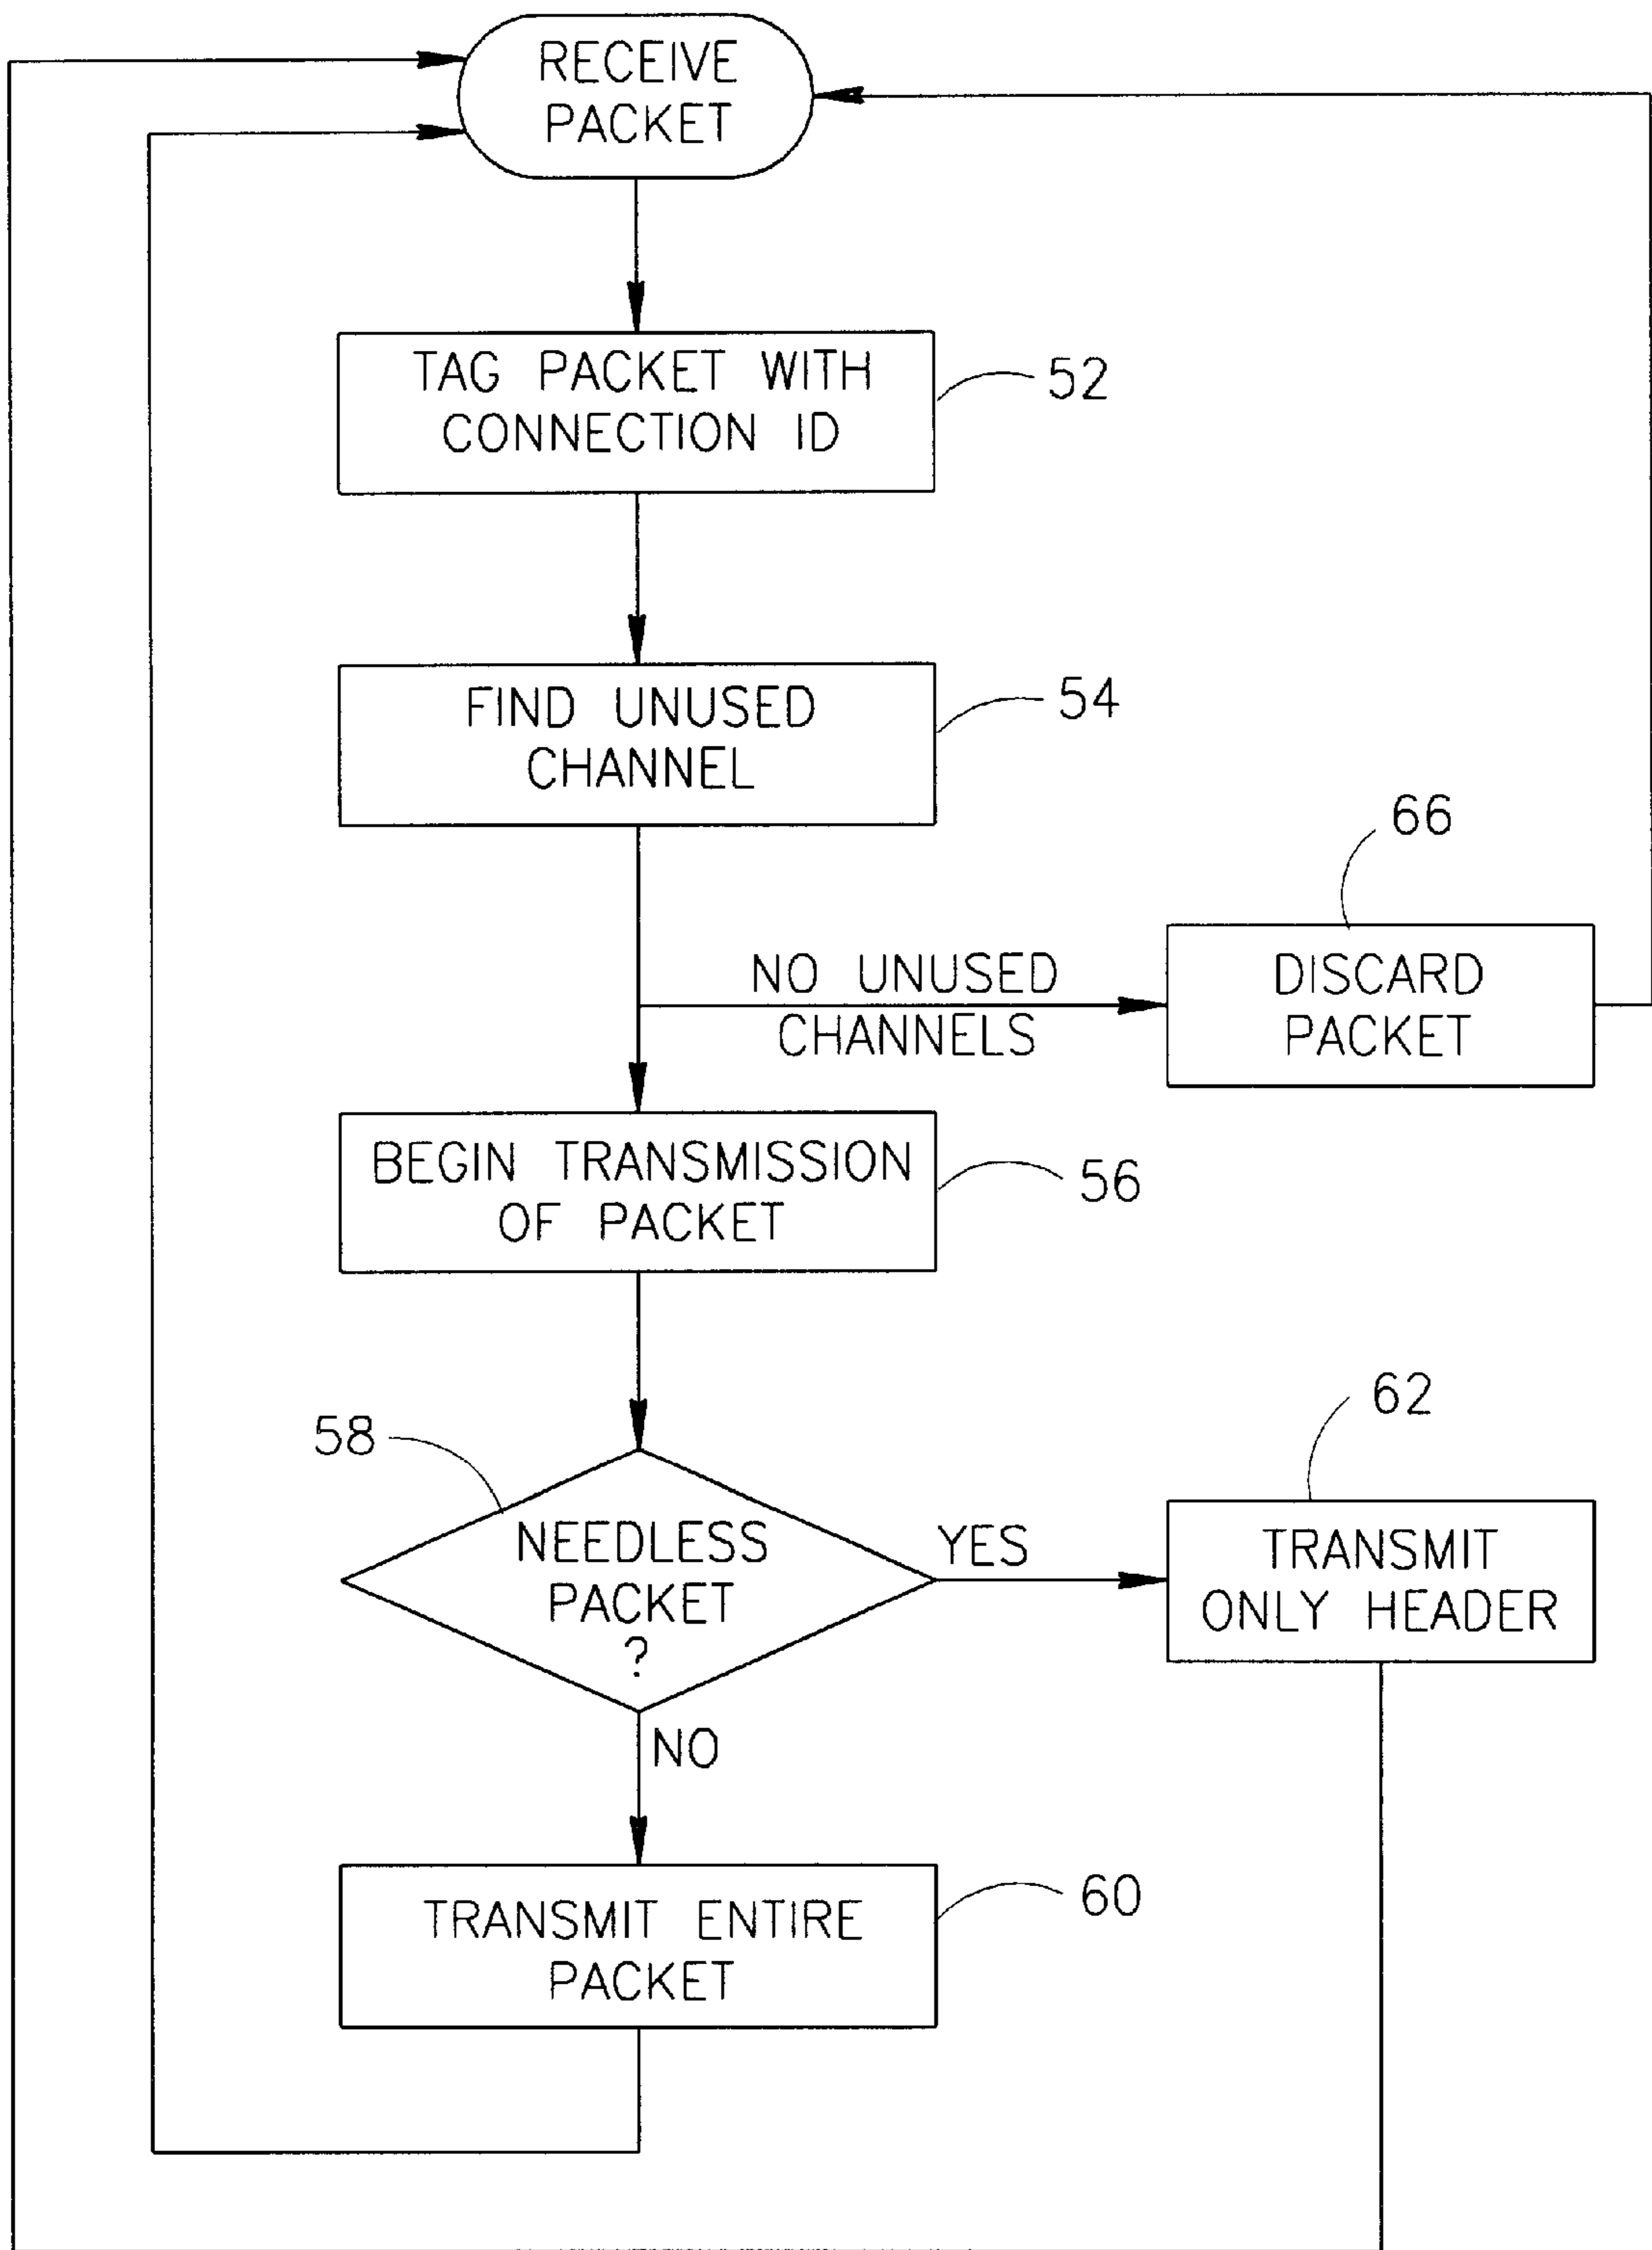 RECEIVE
PACKET
TAG PACKET WITH
CONNECTION ID
52
FIND UNUSED
CHANNEL
54
66
NO UNUSED
CHANNELS
DISCARD
PACKET
BEGIN TRANSMISSION
OF PACKET
56
58
NEEDLESS
PACKET
?
YES
62
TRANSMIT
ONLY HEADER
NO
TRANSMIT ENTIRE
PACKET
60